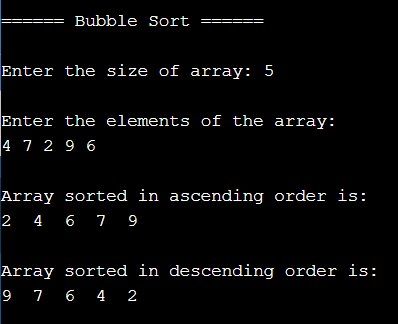 ====== Bubble Sort ======
Enter the size of array: 5
Enter the elements of the array:
4 7 2 9 6
Array sorted in ascending order is:
2  4  6  7  9
Array sorted in descending order is:
9  7  6  4  2